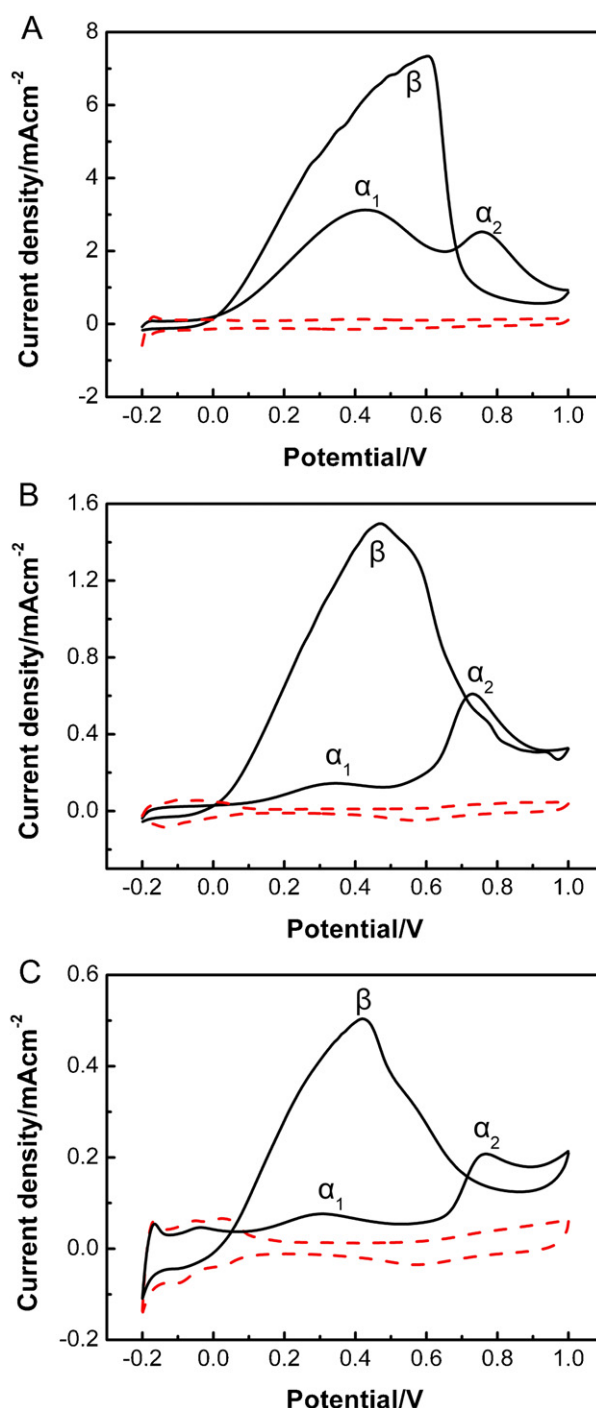 A
8
6
4
2
0
-2
Current density/mAcm⁻²
β
α₁
α₂
-0.2 0.0 0.2 0.4 0.6 0.8 1.0
Potemtial/V
B
1.6
1.2
0.8
0.4
0.0
Current density/mAcm⁻²
β
α₂
α₁
-0.2 0.0 0.2 0.4 0.6 0.8 1.0
Potential/V
C
0.6
0.4
0.2
0.0
-0.2
Current density/mAcm⁻²
β
α₂
α₁
-0.2 0.0 0.2 0.4 0.6 0.8 1.0
Potential/V